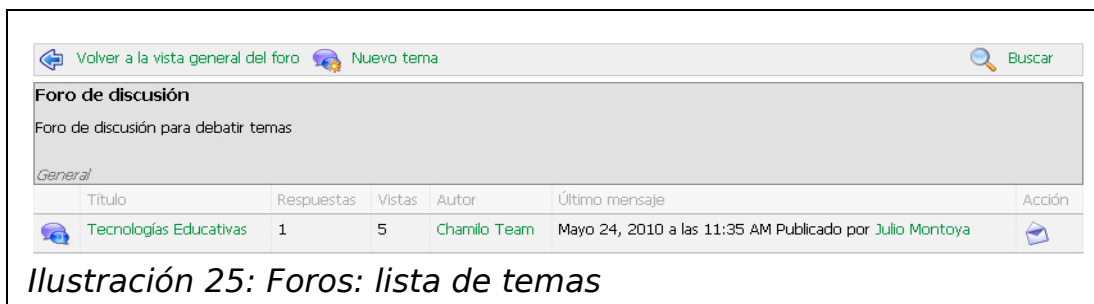 Volver a la vista general del foro Nuevo tema Buscar
Foro de discusión
Foro de discusión para debatir temas
General
Título Respuestas Vistas Autor Último mensaje Acción
Tecnologías Educativas 1 5 Chamilo Team Mayo 24, 2010 a las 11:35 AM Publicado por Julio Montoya
Ilustración 25: Foros: lista de temas